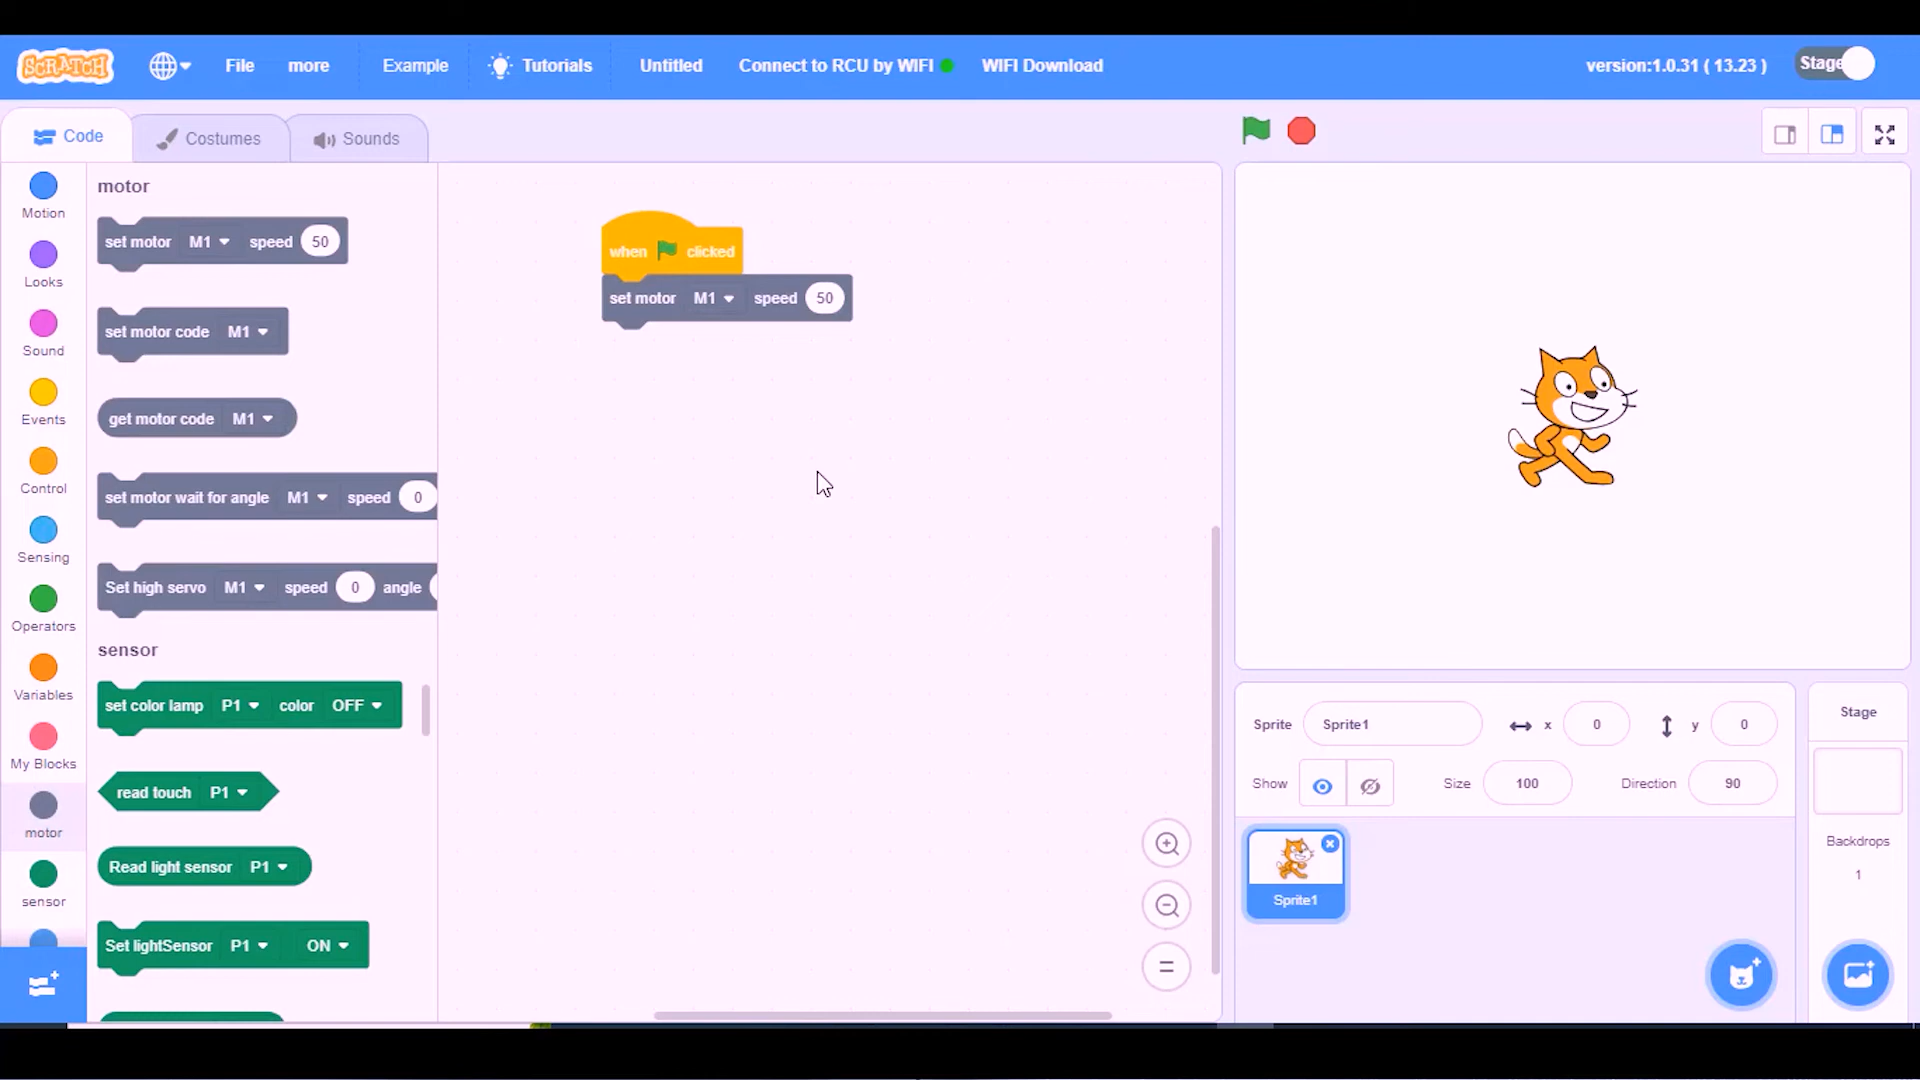 SCRATCH File more Example Tutorials Untitled Connect to RCU by WIFI WIFI Download version:1.0.31 ( 13.23 ) Stage
Code Costumes Sounds
Motion
Looks
Sound
Events
Control
Sensing
Operators
Variables
My Blocks
motor
sensor
motor
set motor M1 speed 50
set motor code M1
get motor code M1
set motor wait for angle M1 speed 0
Set high servo M1 speed 0 angle
sensor
set color lamp P1 color OFF
read touch P1
Read light sensor P1
Set lightSensor P1 ON
when clicked
set motor M1 speed 50
Sprite Sprite1 x 0 y 0
Show Size 100 Direction 90
Sprite1
Stage
Backdrops
1